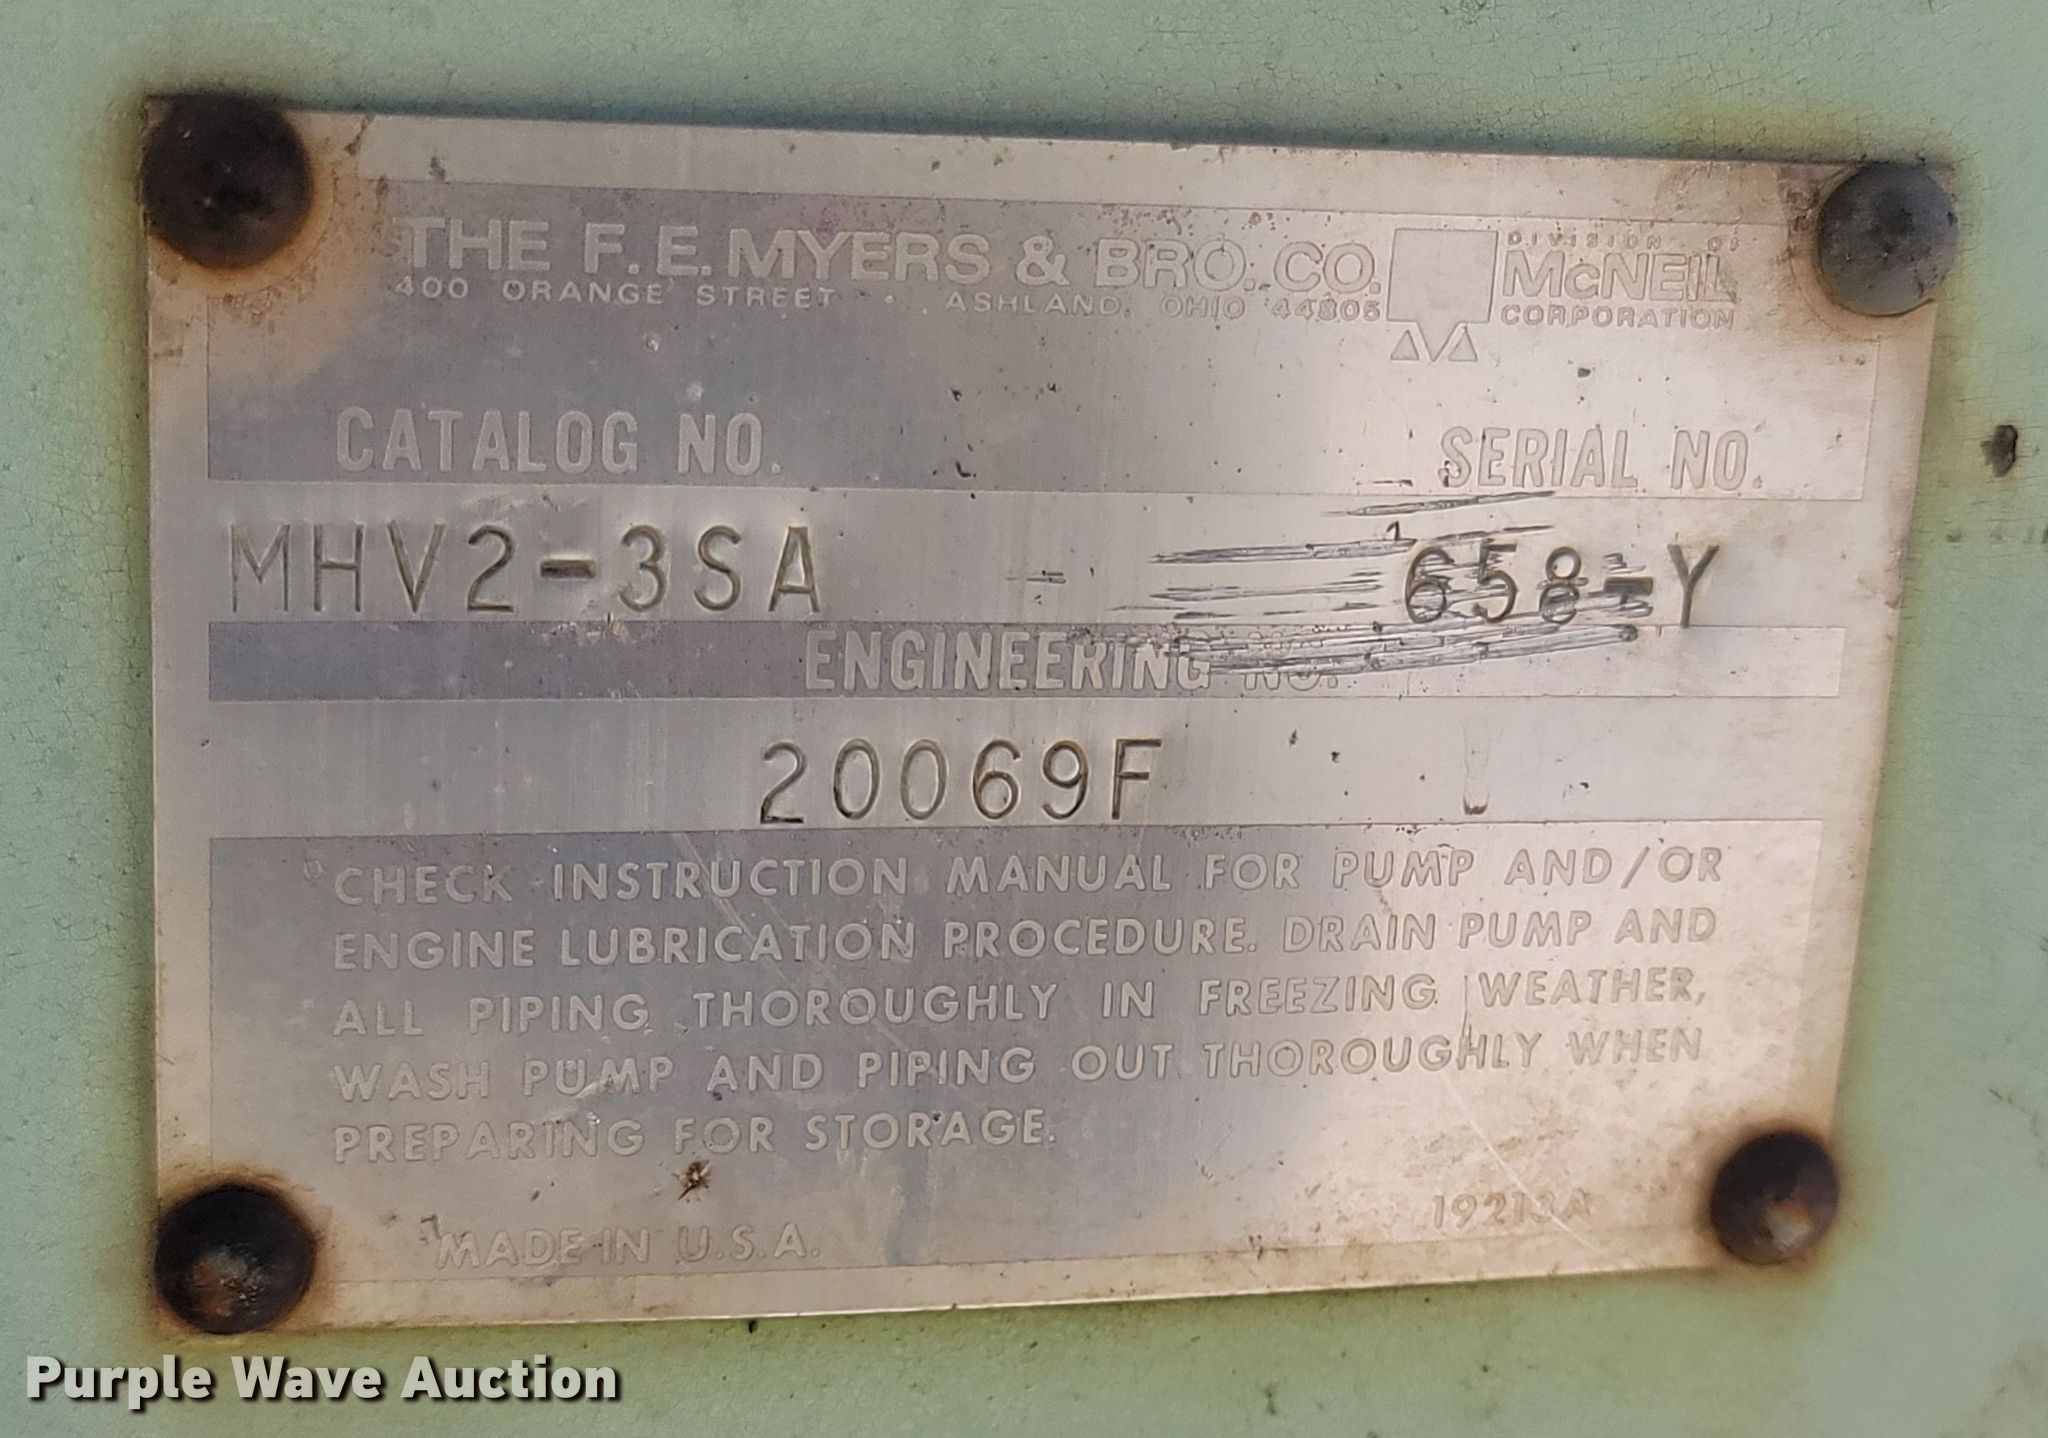 THE F.E. MYERS & BRO. CO.
400 ORANGE STREET • ASHLAND, OHIO 44805
DIVISION OF
McNEIL
CORPORATION
CATALOG NO. SERIAL NO.
MHV2-3SA 658-Y
ENGINEERING NO.
20069F
CHECK INSTRUCTION MANUAL FOR PUMP AND/OR
ENGINE LUBRICATION PROCEDURE. DRAIN PUMP AND
ALL PIPING THOROUGHLY IN FREEZING WEATHER,
WASH PUMP AND PIPING OUT THOROUGHLY WHEN
PREPARING FOR STORAGE.
19213A
MADE IN U.S.A.
Purple Wave Auction